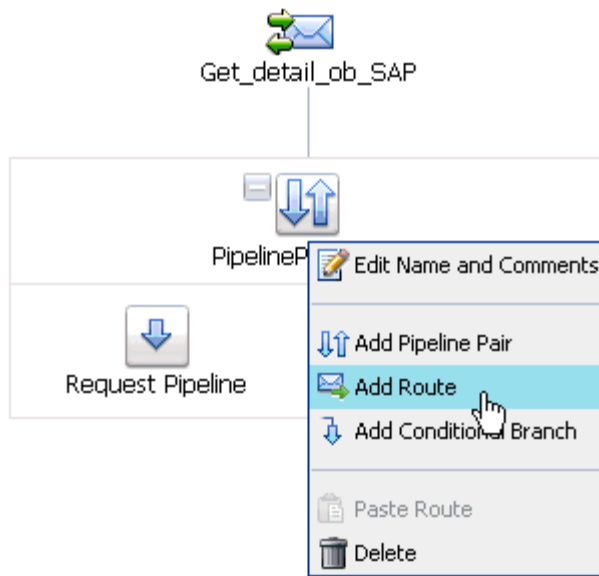 Get_detail_ob_SAP
PipelineP
Edit Name and Comments
Request Pipeline
Add Pipeline Pair
Add Route
Add Conditional Branch
Paste Route
Delete